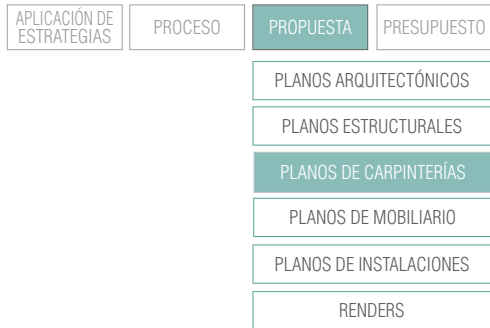 APLICACIÓN DE
ESTRATEGIAS
PROCESO
PROPUESTA
PRESUPUESTO
PLANOS ARQUITECTÓNICOS
PLANOS ESTRUCTURALES
PLANOS DE CARPINTERÍAS
PLANOS DE MOBILIARIO
PLANOS DE INSTALACIONES
RENDERS